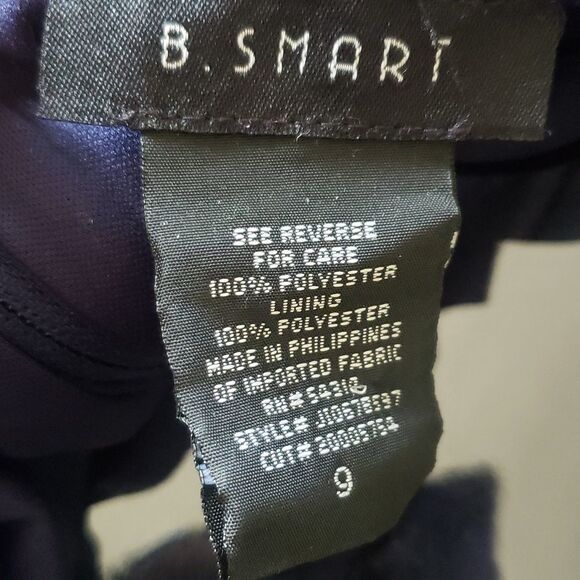 B. SMART
SEE REVERSE
FOR CARE
100% POLYESTER
LINING
100% POLYESTER
MADE IN PHILIPPINES
OF IMPORTED FABRIC
RN#
STYLE#
CUT#
9